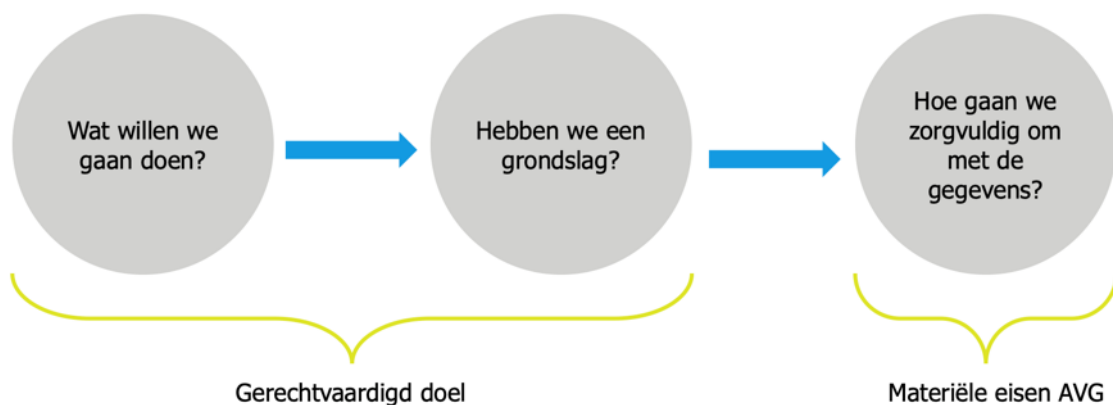 Wat willen we
gaan doen?
Hebben we een
grondslag?
Hoe gaan we
zorgvuldig om
met de
gegevens?
Gerechtvaardigd doel
Materiële eisen AVG